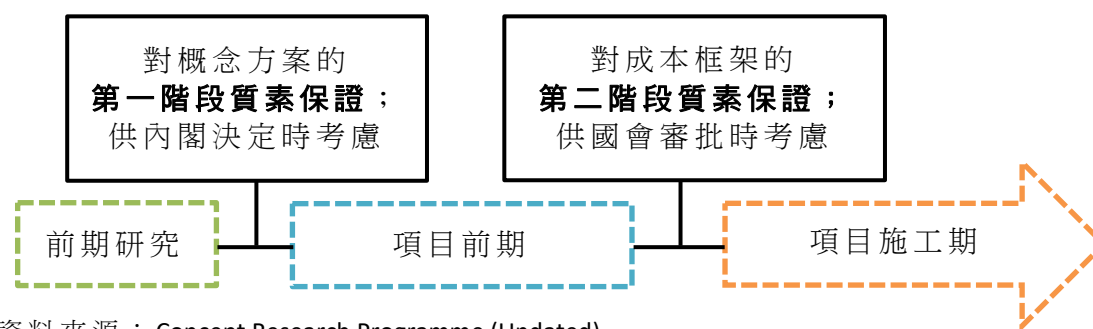 對概念方案的
第一階段質素保證；
供內閣決定時考慮
對成本框架的
第二階段質素保證；
供國會審批時考慮
前期研究
項目前期
項目施工期
資料來源：Concept Research Programme (Updated)